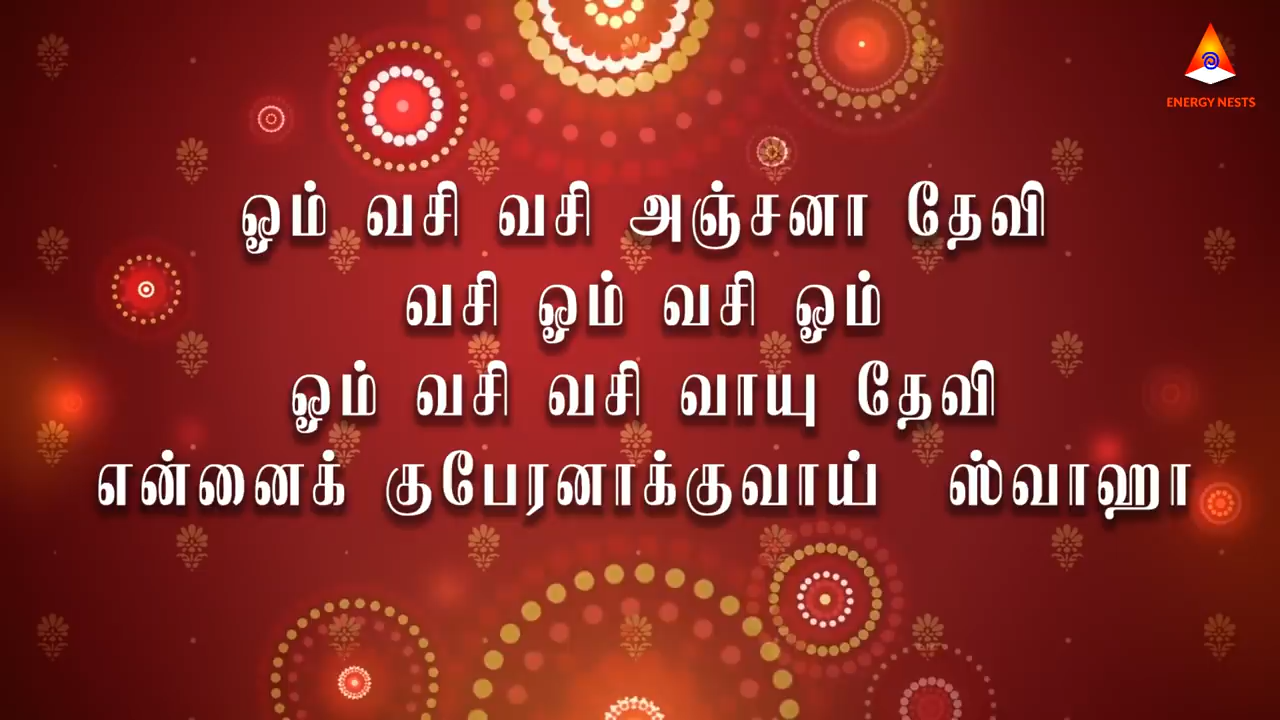 ENERGY NESTS
ஓம் வசி வசி அஞ்சனா தேவி
வசி ஓம் வசி ஓம்
ஓம் வசி வசி வாயு தேவி
என்னைக் குபேரனாக்குவாய் ஸ்வாஹா